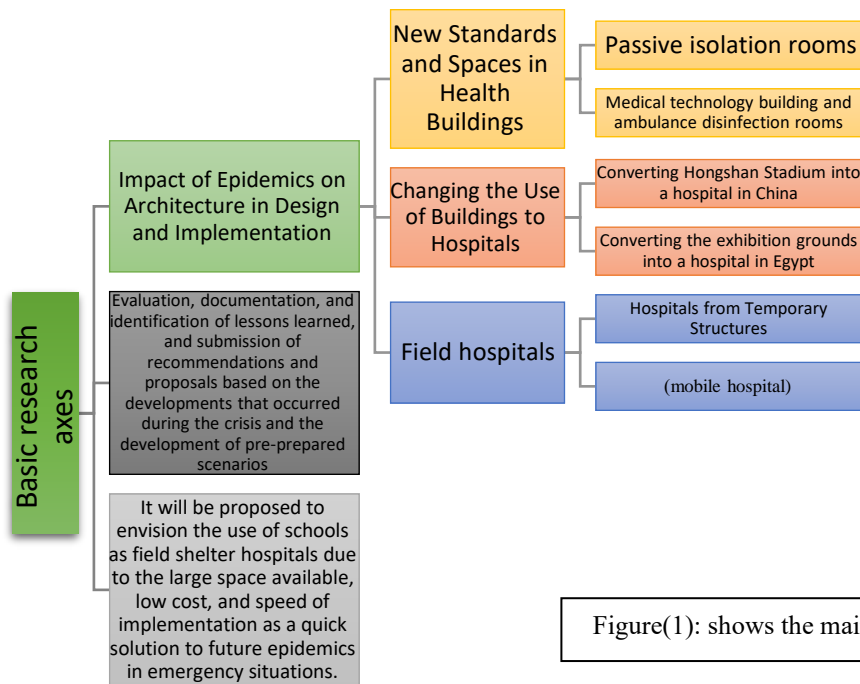 Basic research
axes
Impact of Epidemics on
Architecture in Design
and Implementation
New Standards
and Spaces in
Health
Buildings
Passive isolation rooms
Medical technology building and
ambulance disinfection rooms
Changing the Use
of Buildings to
Hospitals
Converting Hongshan Stadium into
a hospital in China
Converting the exhibition grounds
into a hospital in Egypt
Field hospitals
Hospitals from Temporary
Structures
(mobile hospital)
Evaluation, documentation, and
identification of lessons learned,
and submission of
recommendations and
proposals based on the
developments that occurred
during the crisis and the
development of pre-prepared
scenarios
It will be proposed to
envision the use of schools
as field shelter hospitals due
to the large space available,
low cost, and speed of
implementation as a quick
solution to future epidemics
in emergency situations.
Figure(1): shows the mai